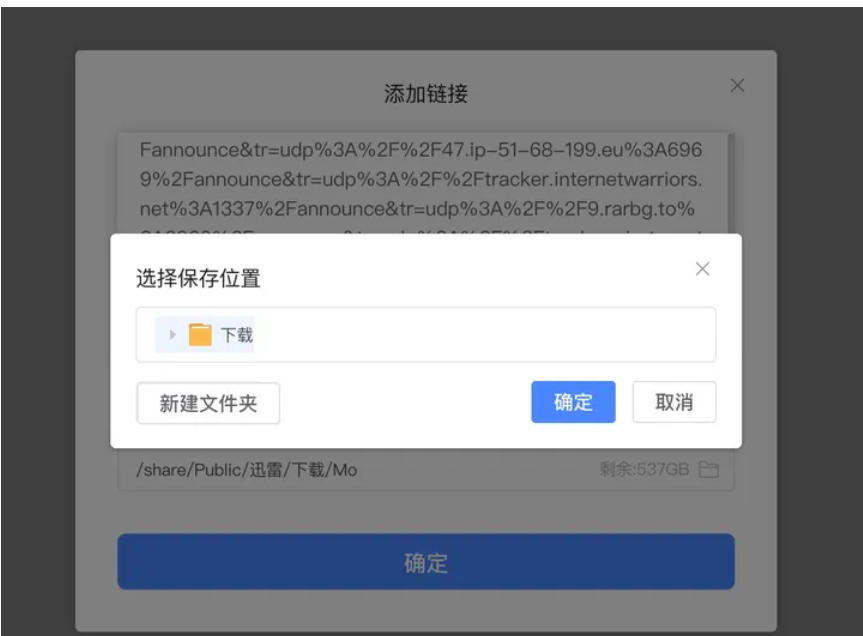 添加链接
Fannounce&tr=udp%3A%2F%2F47.ip-51-68-199.eu%3A696
9%2Fannounce&tr=udp%3A%2F%2Ftracker.internetwarriors.
net%3A1337%2Fannounce&tr=udp%3A%2F%2F9.rarbg.to%
选择保存位置
下载
新建文件夹
确定
取消
/share/Public/迅雷/下载/Mo
剩余:537GB
确定